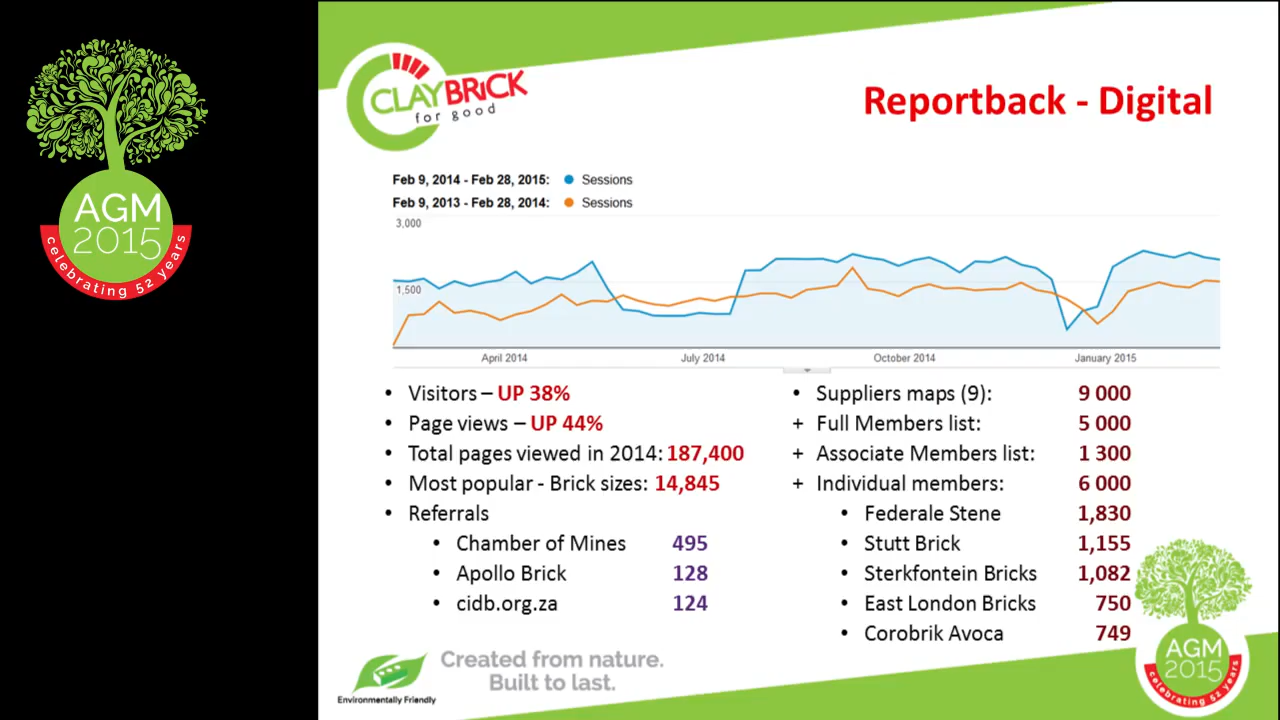 AGM
2015
celebrating 52 years
CLAYBRiCK
for good
Reportback - Digital
Feb 9, 2014 - Feb 28, 2015: Sessions
Feb 9, 2013 - Feb 28, 2014: Sessions
3,000
1,500
April 2014 July 2014 October 2014 January 2015
• Visitors – UP 38%
• Page views – UP 44%
• Total pages viewed in 2014: 187,400
• Most popular - Brick sizes: 14,845
• Referrals
• Chamber of Mines 495
• Apollo Brick 128
• cidb.org.za 124
• Suppliers maps (9): 9 000
+ Full Members list: 5 000
+ Associate Members list: 1 300
+ Individual members: 6 000
• Federale Stene 1,830
• Stutt Brick 1,155
• Sterkfontein Bricks 1,082
• East London Bricks 750
• Corobrik Avoca 749
Environmentally Friendly
Created from nature.
Built to last.
AGM
2015
celebrating 52 years